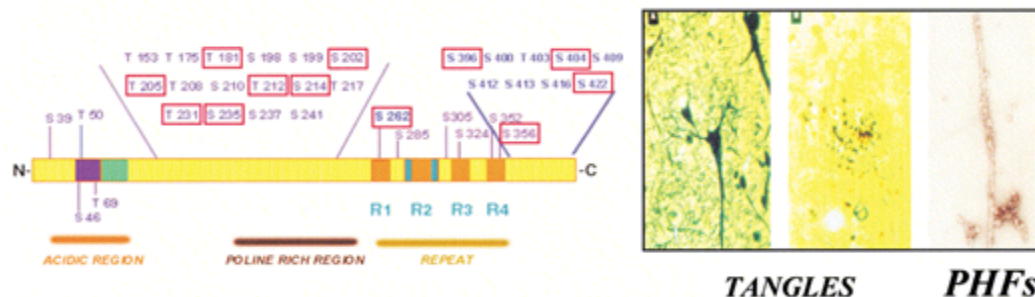 T 153 T 175 T 181 S 198 S 199 S 202
T 205 T 208 S 210 T 212 S 214 T 217
T 231 S 235 S 237 S 241
S 396 S 400 T 403 S 404 S 409
S 412 S 413 S 416 S 422
S 39
T 50
S 262
S 285
S305
S 324
S 352
S 356
N-
-C
T 69
S 46
R1 R2 R3 R4
ACIDIC REGION
POLINE RICH REGION
REPEAT
TANGLES
PHFs